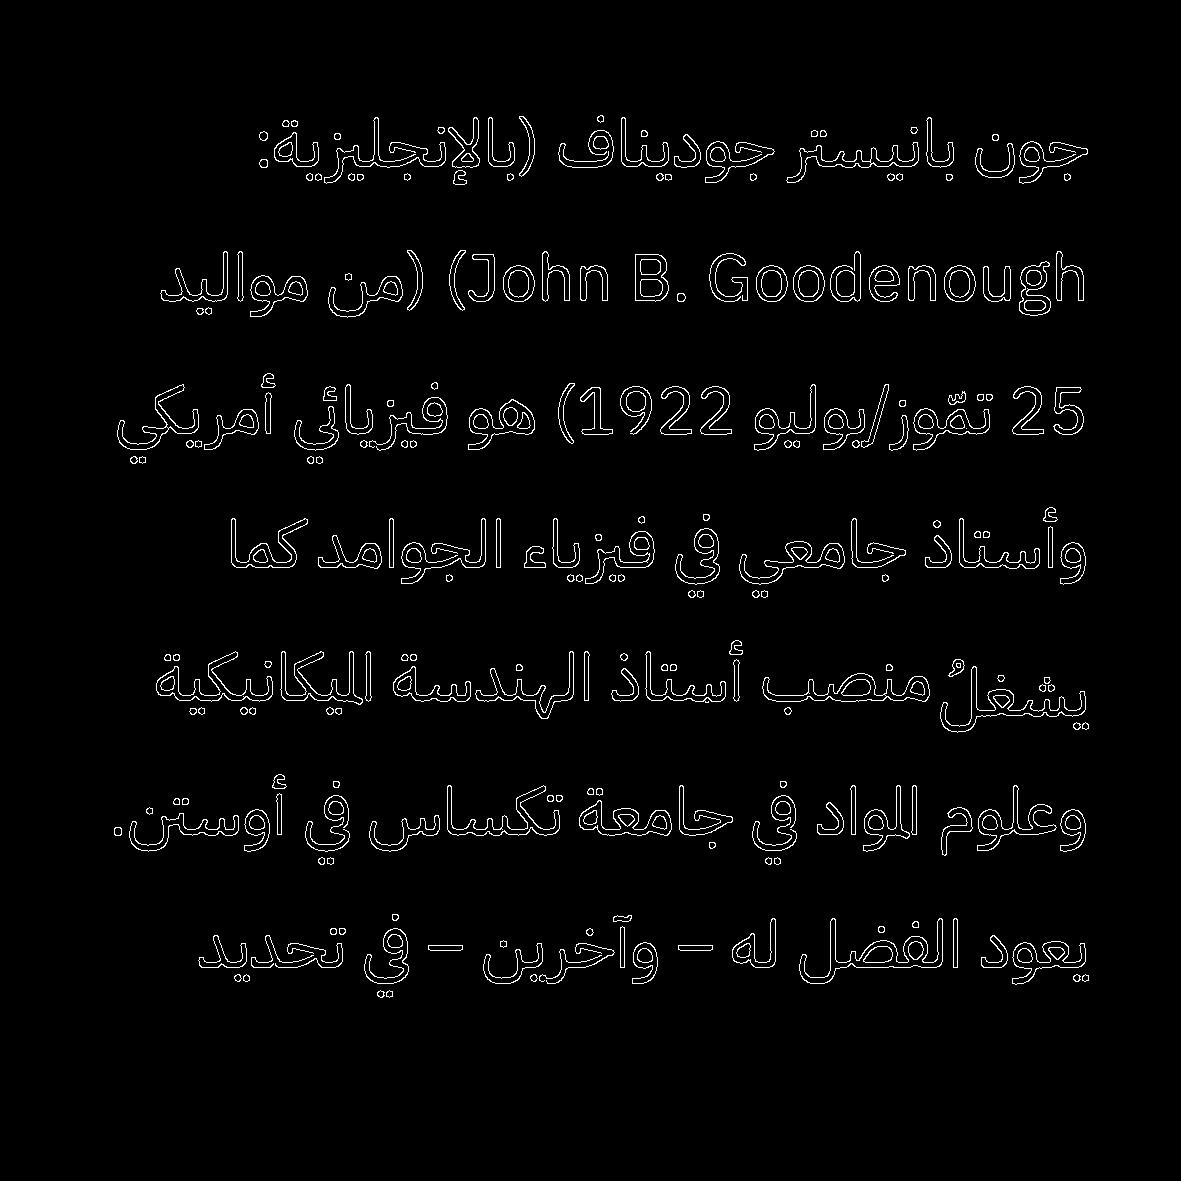 جون بانيستر جوديناف (بالإنجليزية:
John B. Goodenough) (من مواليد
25 تمّوز/يوليو 1922) هو فيزيائي أمريكي
وأستاذ جامعي في فيزياء الجوامد كما
يشغلُ منصب أستاذ الهندسة الميكانيكية
وعلوم المواد في جامعة تكساس في أوستن.
يعود الفضل له – وآخرين – في تحديد